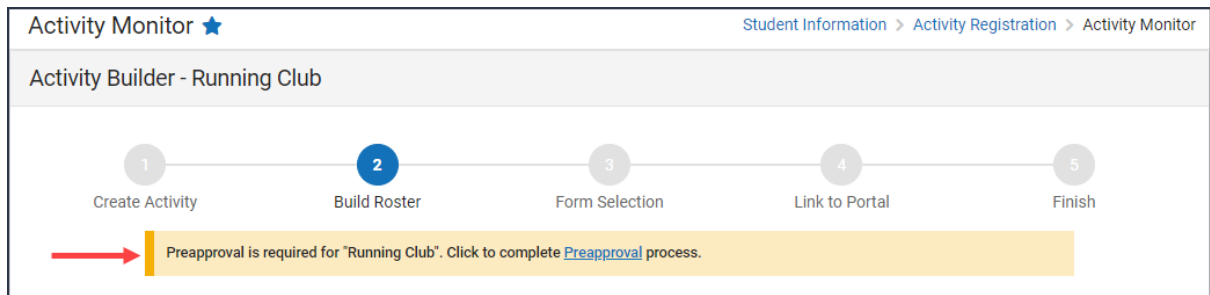 Activity Monitor
Student Information > Activity Registration > Activity Monitor
Activity Builder - Running Club
1
2
3
4
5
Create Activity
Build Roster
Form Selection
Link to Portal
Finish
Preapproval is required for "Running Club". Click to complete Preapproval process.